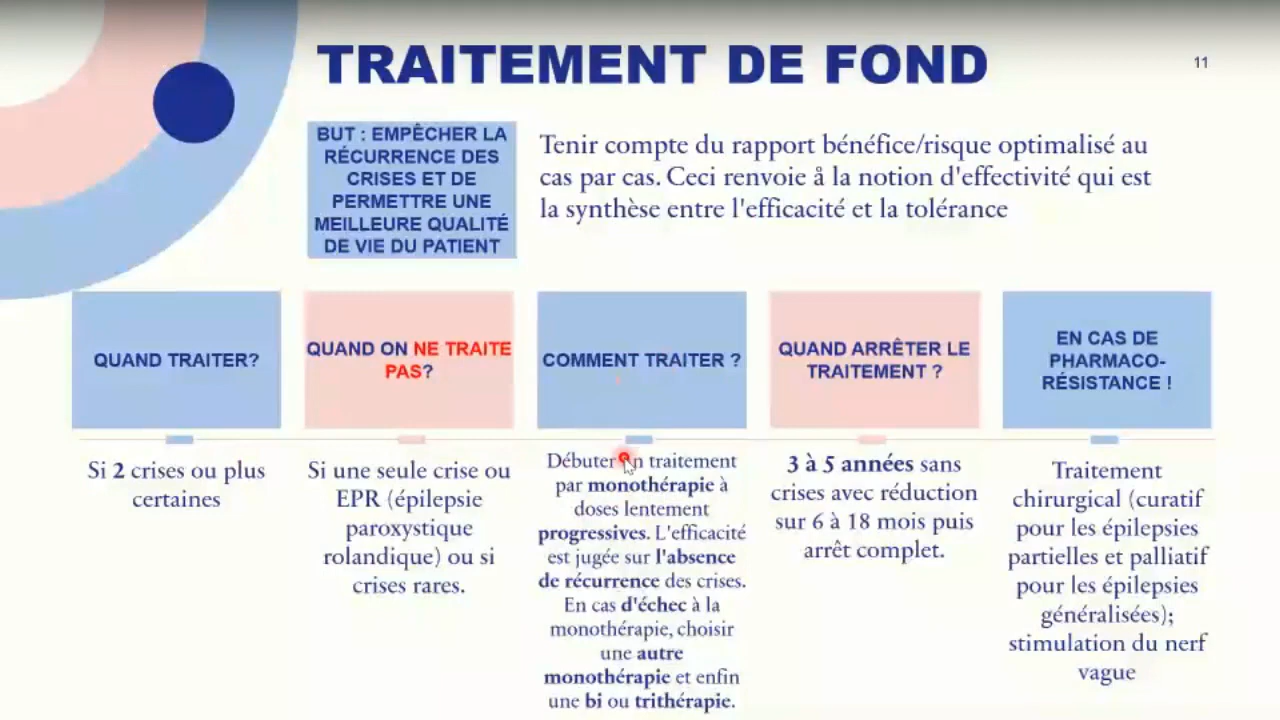 TRAITEMENT DE FOND
11
BUT : EMPÊCHER LA
RÉCURRENCE DES
CRISES ET DE
PERMETTRE UNE
MEILLEURE QUALITÉ
DE VIE DU PATIENT
Tenir compte du rapport bénéfice/risque optimalisé au
cas par cas. Ceci renvoie å la notion d'effectivité qui est
la synthèse entre l'efficacité et la tolérance
QUAND TRAITER?
Si 2 crises ou plus
certaines
QUAND ON NE TRAITE
PAS?
Si une seule crise ou
EPR (épilepsie
paroxystique
rolandique) ou si
crises rares.
COMMENT TRAITER ?
Débuter un traitement
par monothérapie à
doses lentement
progressives. L'efficacité
est jugée sur l'absence
de récurrence des crises.
En cas d'échec à la
monothérapie, choisir
une autre
monothérapie et enfin
une bi ou trithérapie.
QUAND ARRÊTER LE
TRAITEMENT ?
3 à 5 années sans
crises avec réduction
sur 6 à 18 mois puis
arrêt complet.
EN CAS DE
PHARMACO-
RÉSISTANCE !
Traitement
chirurgical (curatif
pour les épilepsies
partielles et palliatif
pour les épilepsies
généralisées);
stimulation du nerf
vague